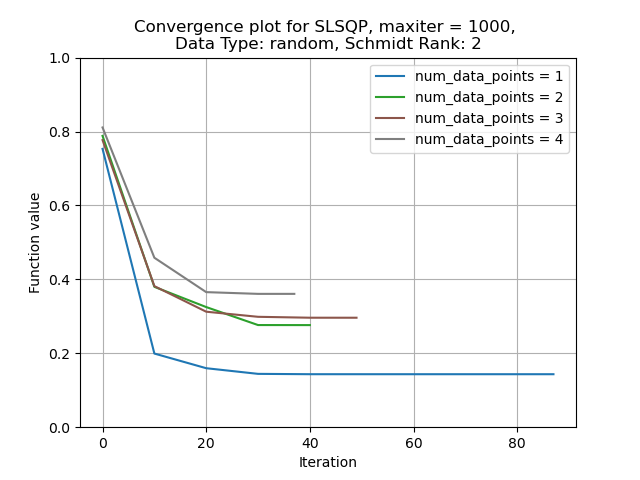 Convergence plot for SLSQP, maxiter = 1000,
Data Type: random, Schmidt Rank: 2
num_data_points = 1
num_data_points = 2
num_data_points = 3
num_data_points = 4
Function value
1.0
0.8
0.6
0.4
0.2
0.0
0
20
40
60
80
Iteration